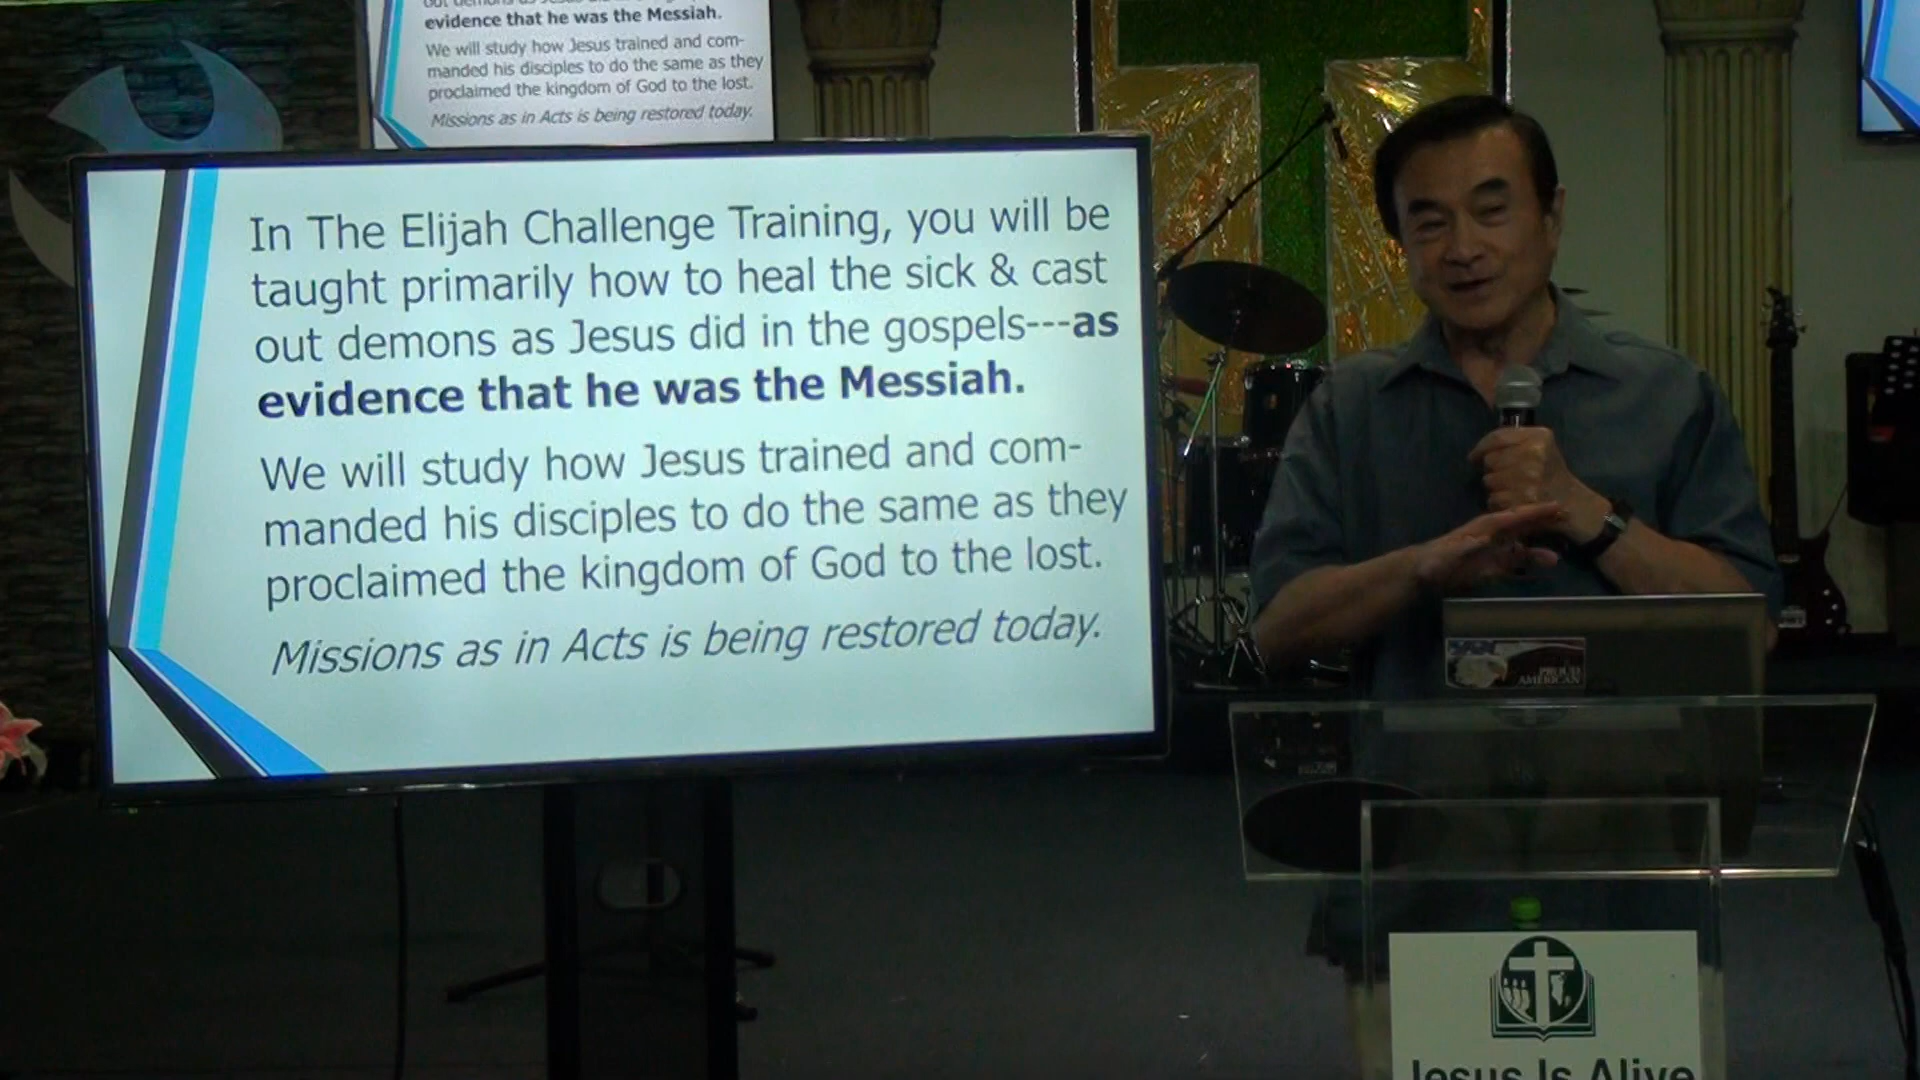 evidence that he was the Messiah.
We will study how Jesus trained and com-
manded his disciples to do the same as they
proclaimed the kingdom of God to the lost.
Missions as in Acts is being restored today.
In The Elijah Challenge Training, you will be
taught primarily how to heal the sick & cast
out demons as Jesus did in the gospels---as
evidence that he was the Messiah.
We will study how Jesus trained and com-
manded his disciples to do the same as they
proclaimed the kingdom of God to the lost.
Missions as in Acts is being restored today.
PROUD
AMERICAN
Jesus Is Alive